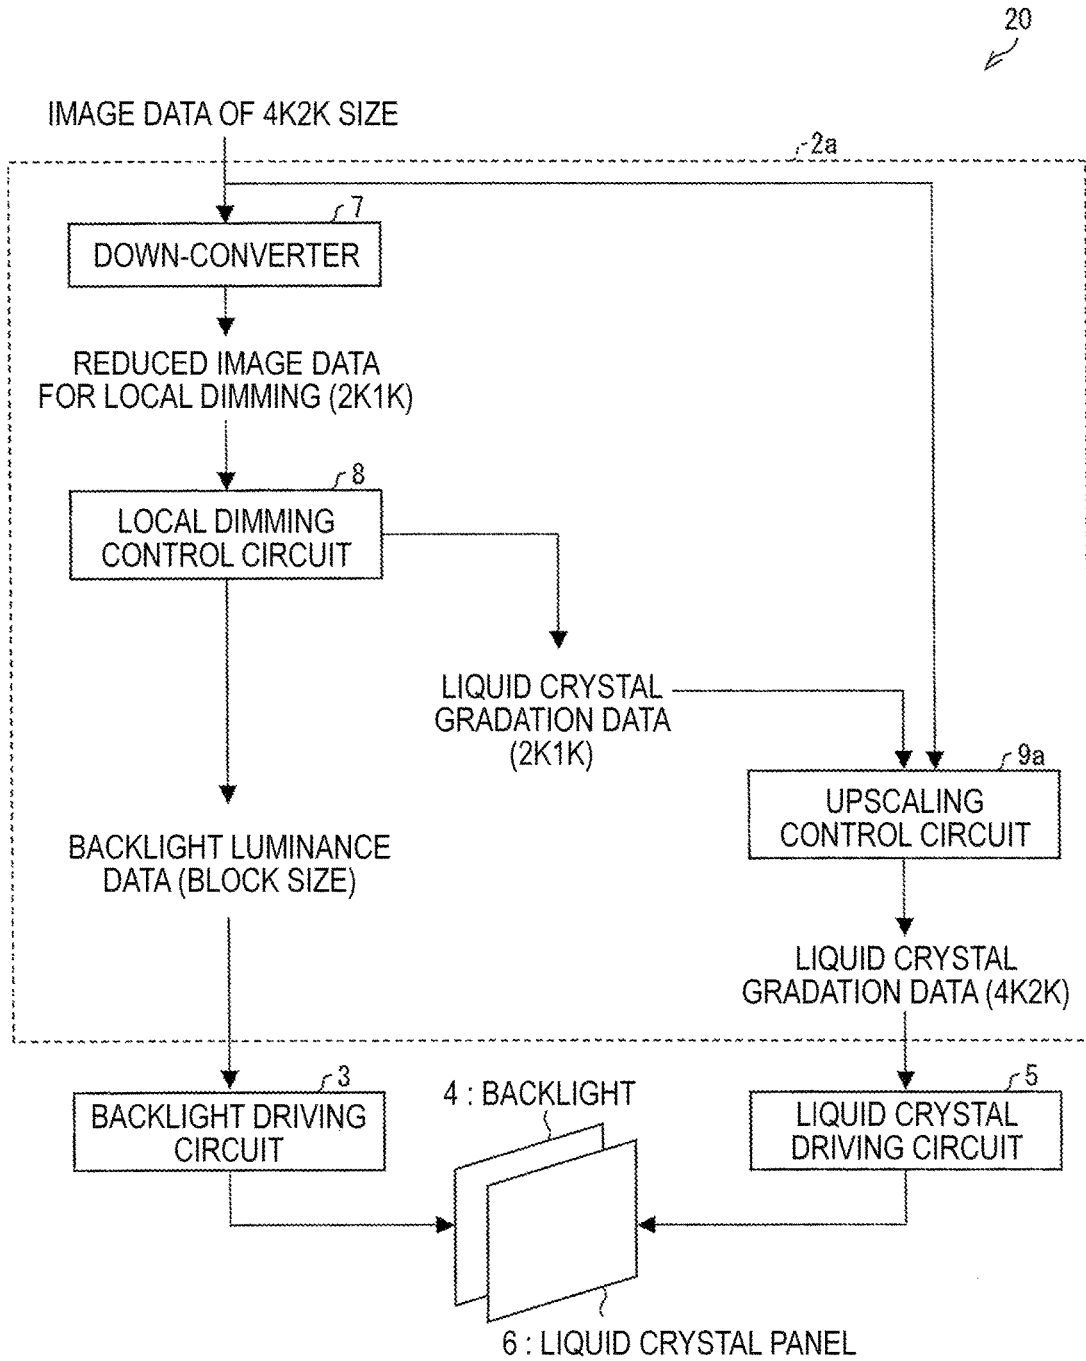 20
IMAGE DATA OF 4K2K SIZE
2a
7
DOWN-CONVERTER
REDUCED IMAGE DATA
FOR LOCAL DIMMING (2K1K)
8
LOCAL DIMMING
CONTROL CIRCUIT
LIQUID CRYSTAL
GRADATION DATA
(2K1K)
9a
UPSCALING
CONTROL CIRCUIT
BACKLIGHT LUMINANCE
DATA (BLOCK SIZE)
LIQUID CRYSTAL
GRADATION DATA (4K2K)
3
BACKLIGHT DRIVING
CIRCUIT
4 : BACKLIGHT
5
LIQUID CRYSTAL
DRIVING CIRCUIT
6 : LIQUID CRYSTAL PANEL